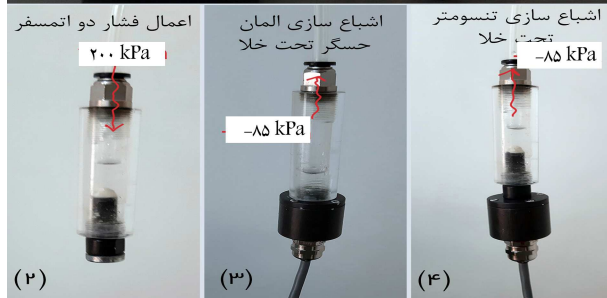 اعمال فشار دو اتمسفر
۲۰۰ kPa
(۲)
اشباع سازی المان
حسگر تحت خلا
-۸۵ kPa
(۳)
اشباع سازی تنسومتر
تحت خلا
-۸۵ kPa
(۴)